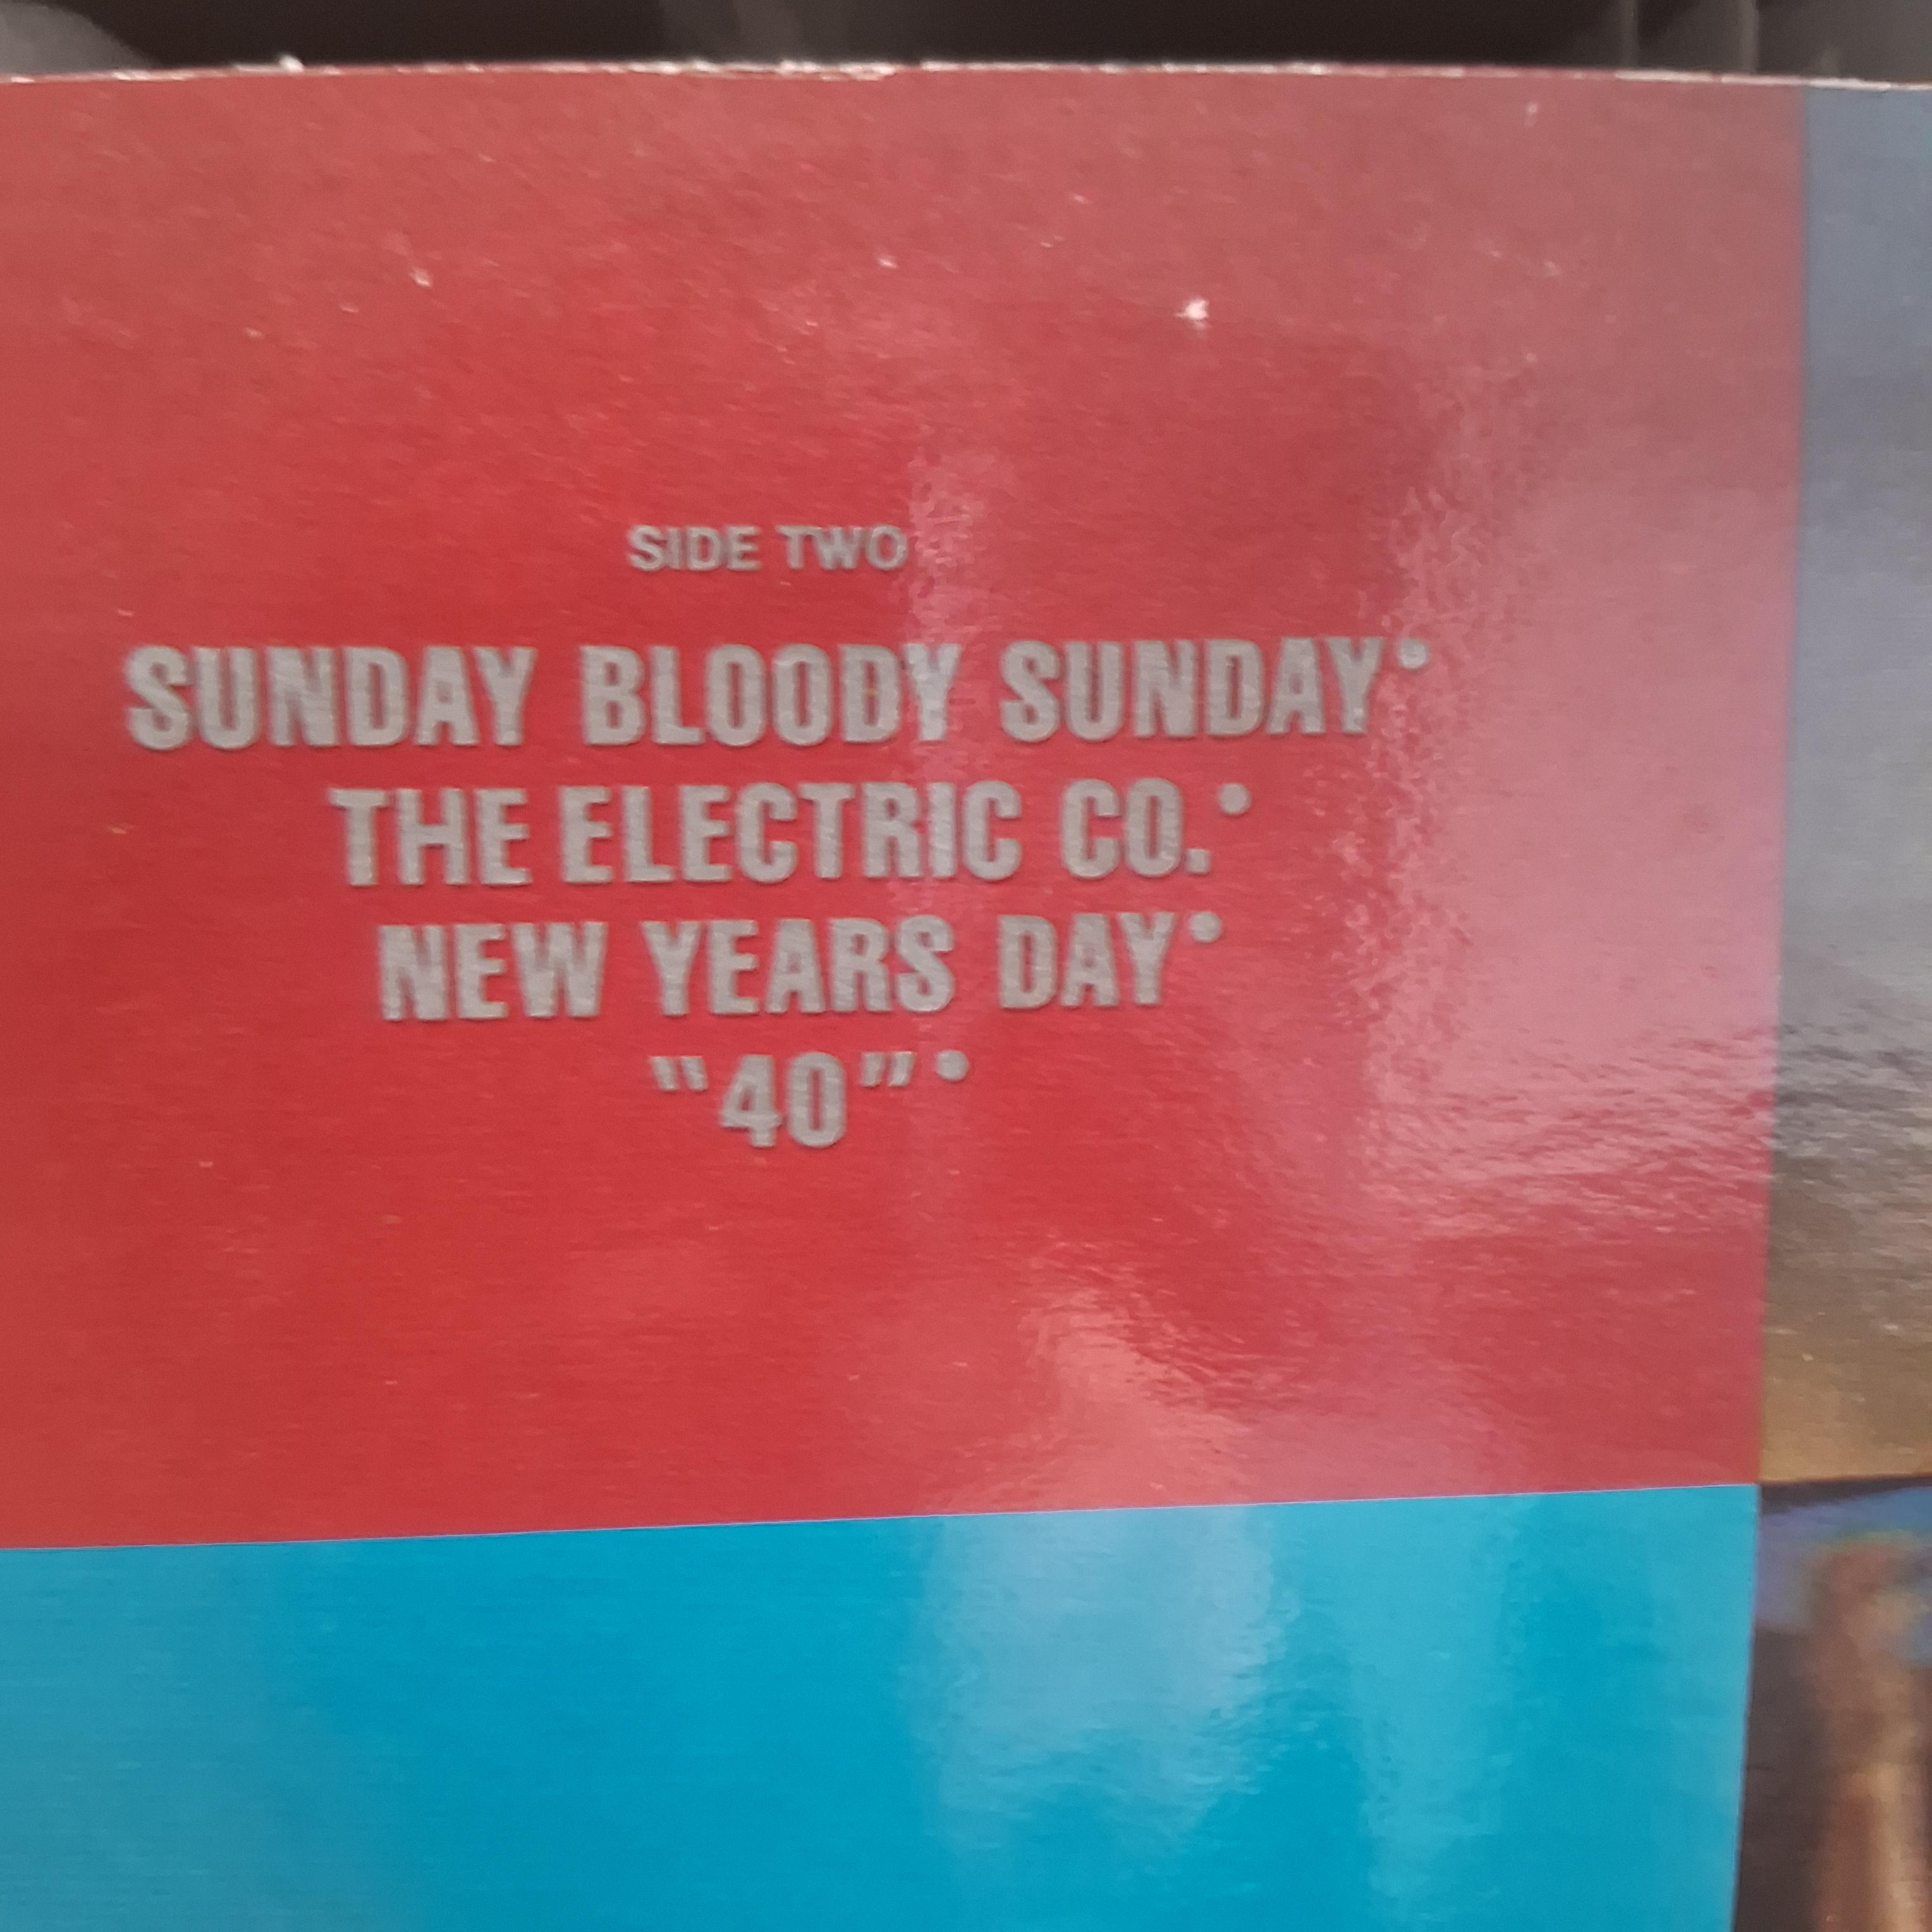 SIDE TWO
SUNDAY BLOODY SUNDAY•
THE ELECTRIC CO.•
NEW YEARS DAY•
"40"•